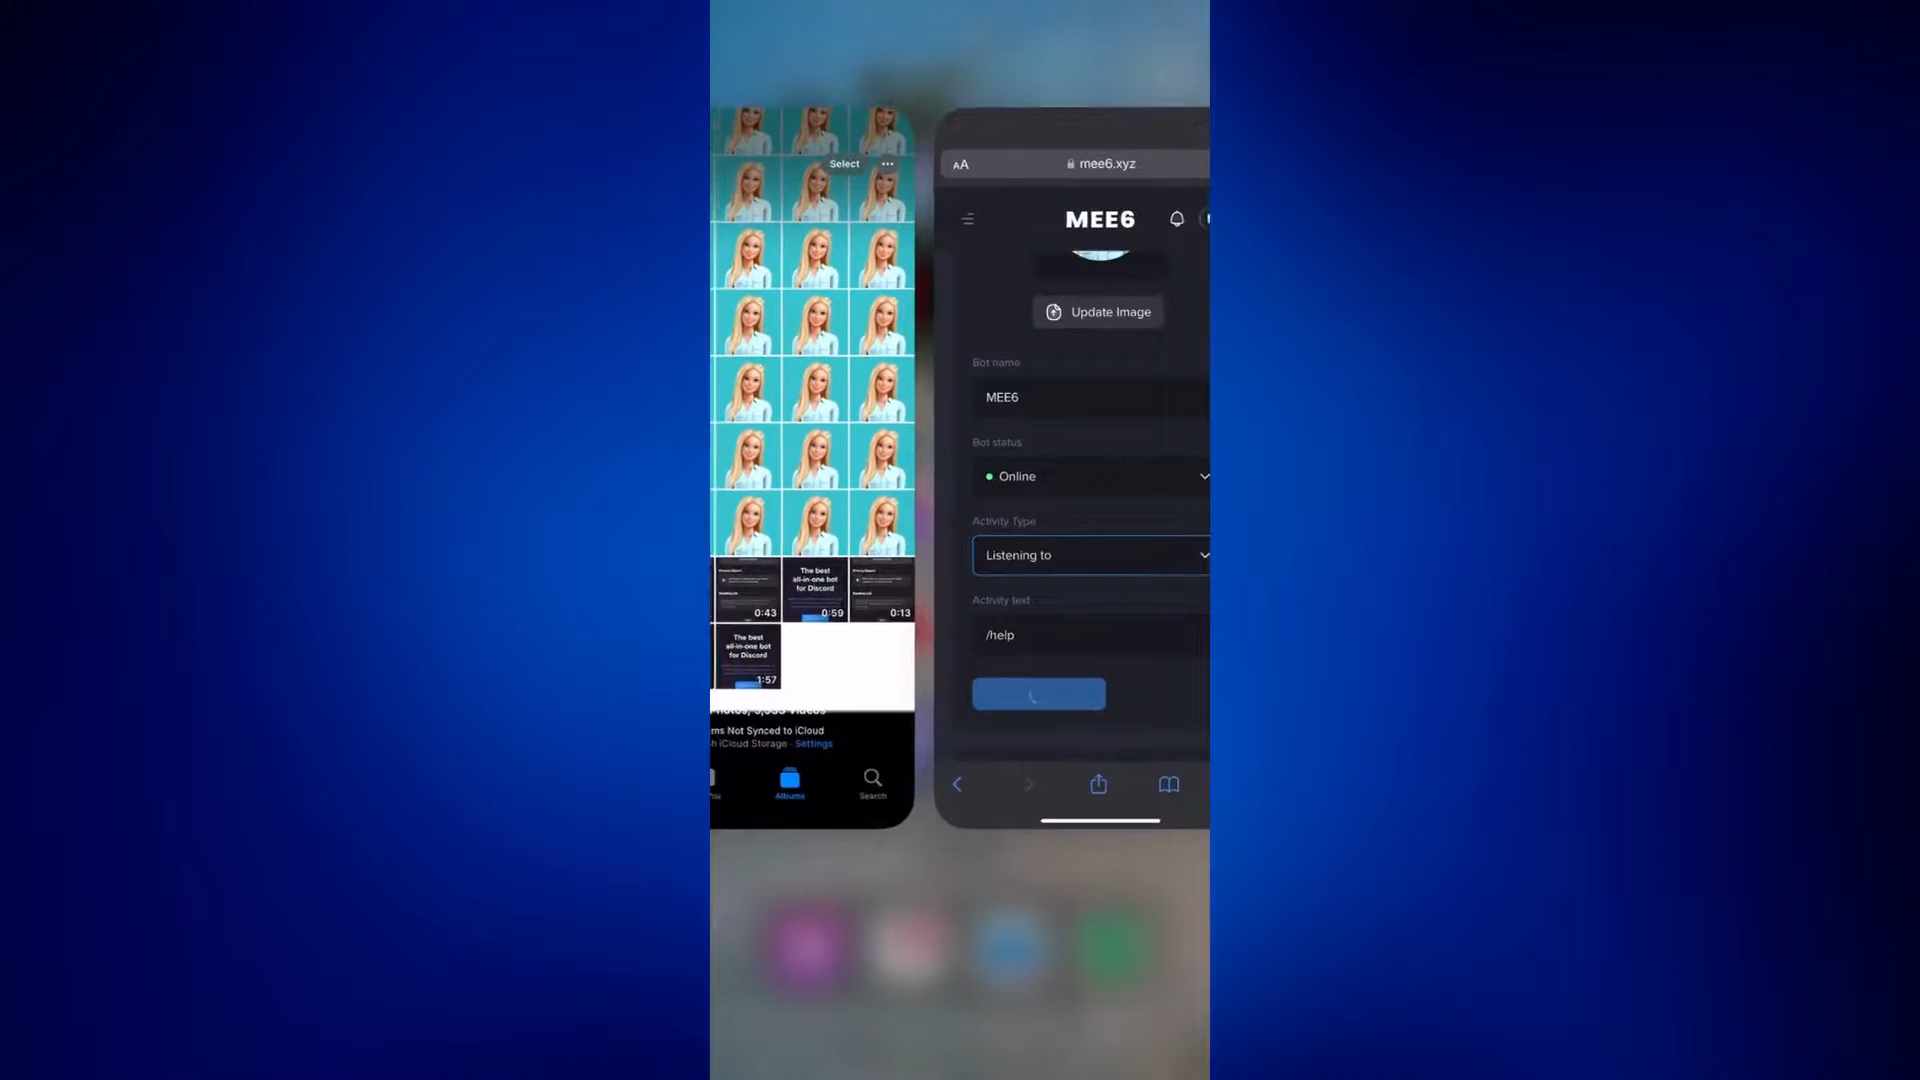 Select
The best
all-in-one bot
for Discord
0:43
0:59
0:13
The best
all-in-one bot
for Discord
1:57
Videos
Not Synced to iCloud
iCloud Storage · Settings
Albums
Search
AA
mee6.xyz
MEE6
Update Image
Bot name
MEE6
Bot status
Online
Activity Type
Listening to
Activity text
/help